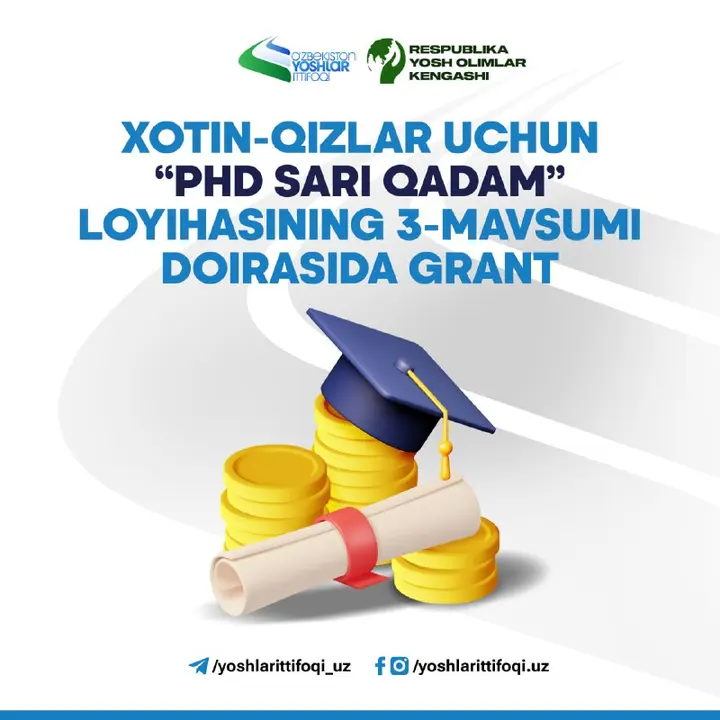 O'ZBEKISTON
YOSHLAR
ITTIFOQI
RESPUBLIKA
YOSH OLIMLAR
KENGASHI
XOTIN-QIZLAR UCHUN
“PHD SARI QADAM”
LOYIHASINING 3-MAVSUMI
DOIRASIDA GRANT
/yoshlarittifoqi_uz
/yoshlarittifoqi.uz